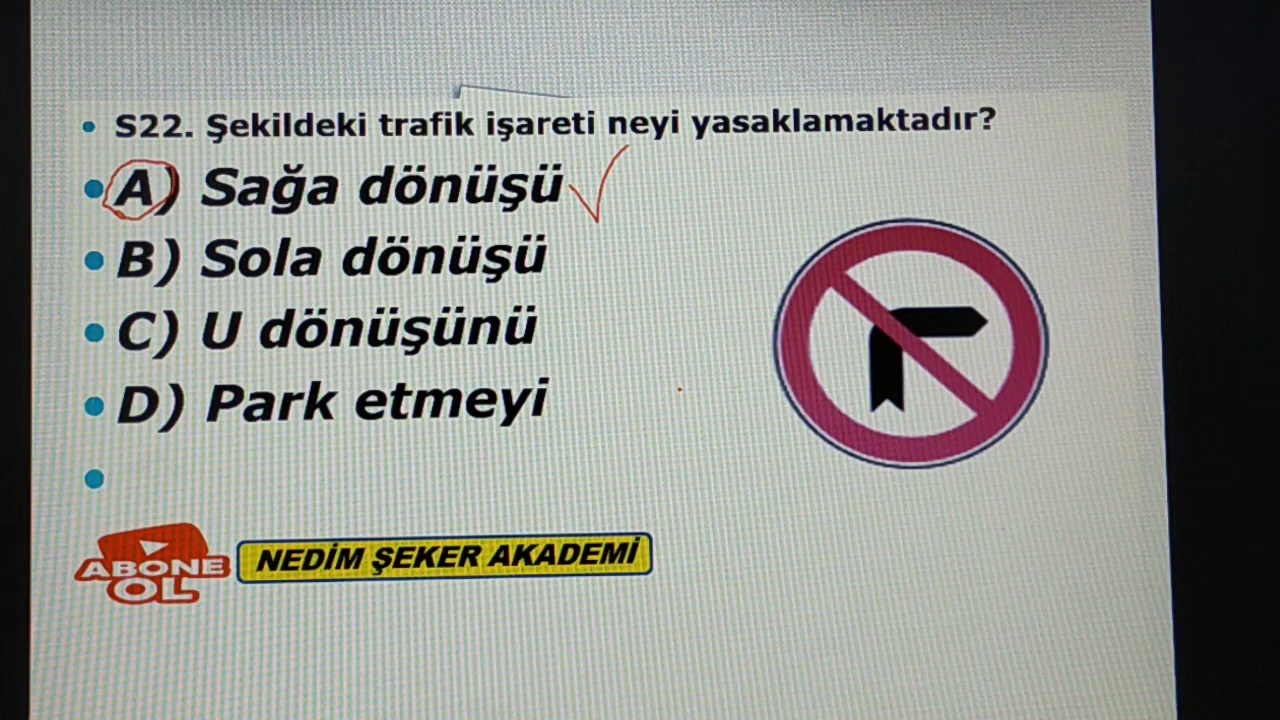 S22. Şekildeki trafik işareti neyi yasaklamaktadır?
A) Sağa dönüşü
B) Sola dönüşü
C) U dönüşünü
D) Park etmeyi
ABONE
OL
NEDİM ŞEKER AKADEMİ